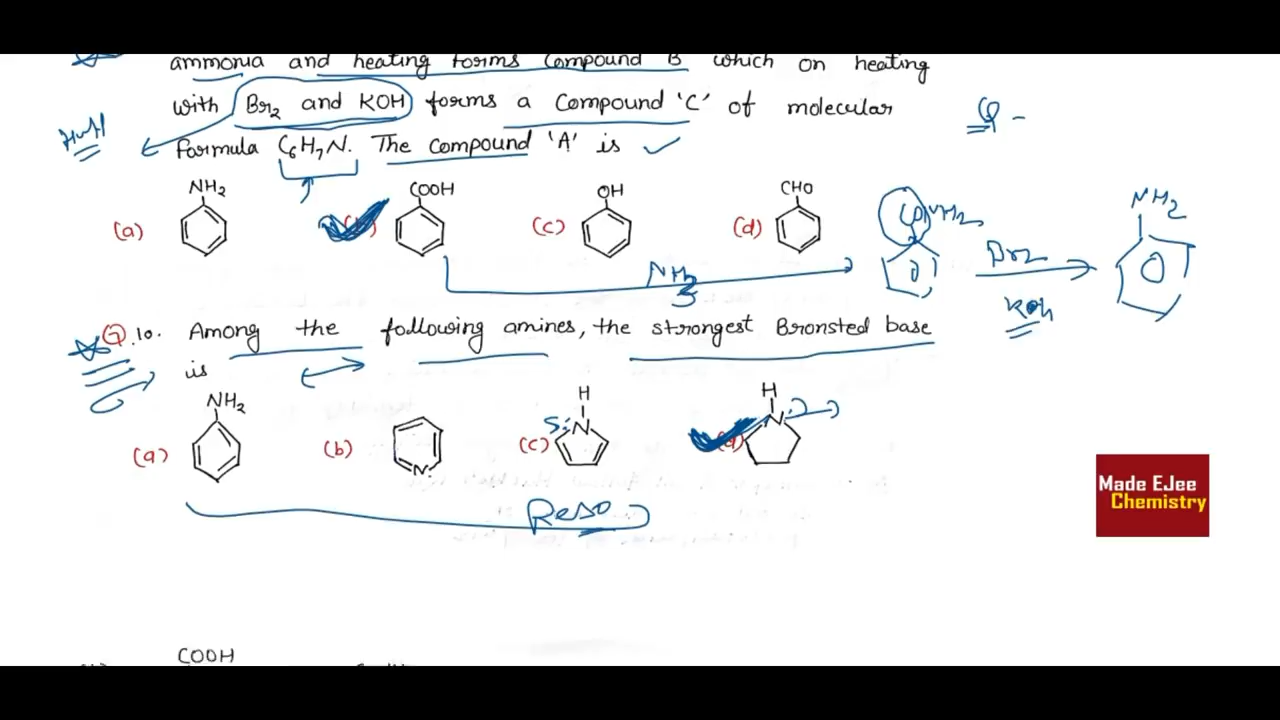 ammonia and heating forms compound B which on heating
with Br2 and KOH forms a compound 'C' of molecular
formula C6H7N. The compound 'A' is
(a) NH2
COOH
(c) OH
(d) CHO
CONH2
NH2
NH3
Br2
KOH
Q.10. Among the following amines, the strongest Bronsted base
is
(a) NH2
(b) N
(c) H N
(d) H N
Reso
Made EJee
Chemistry
COOH